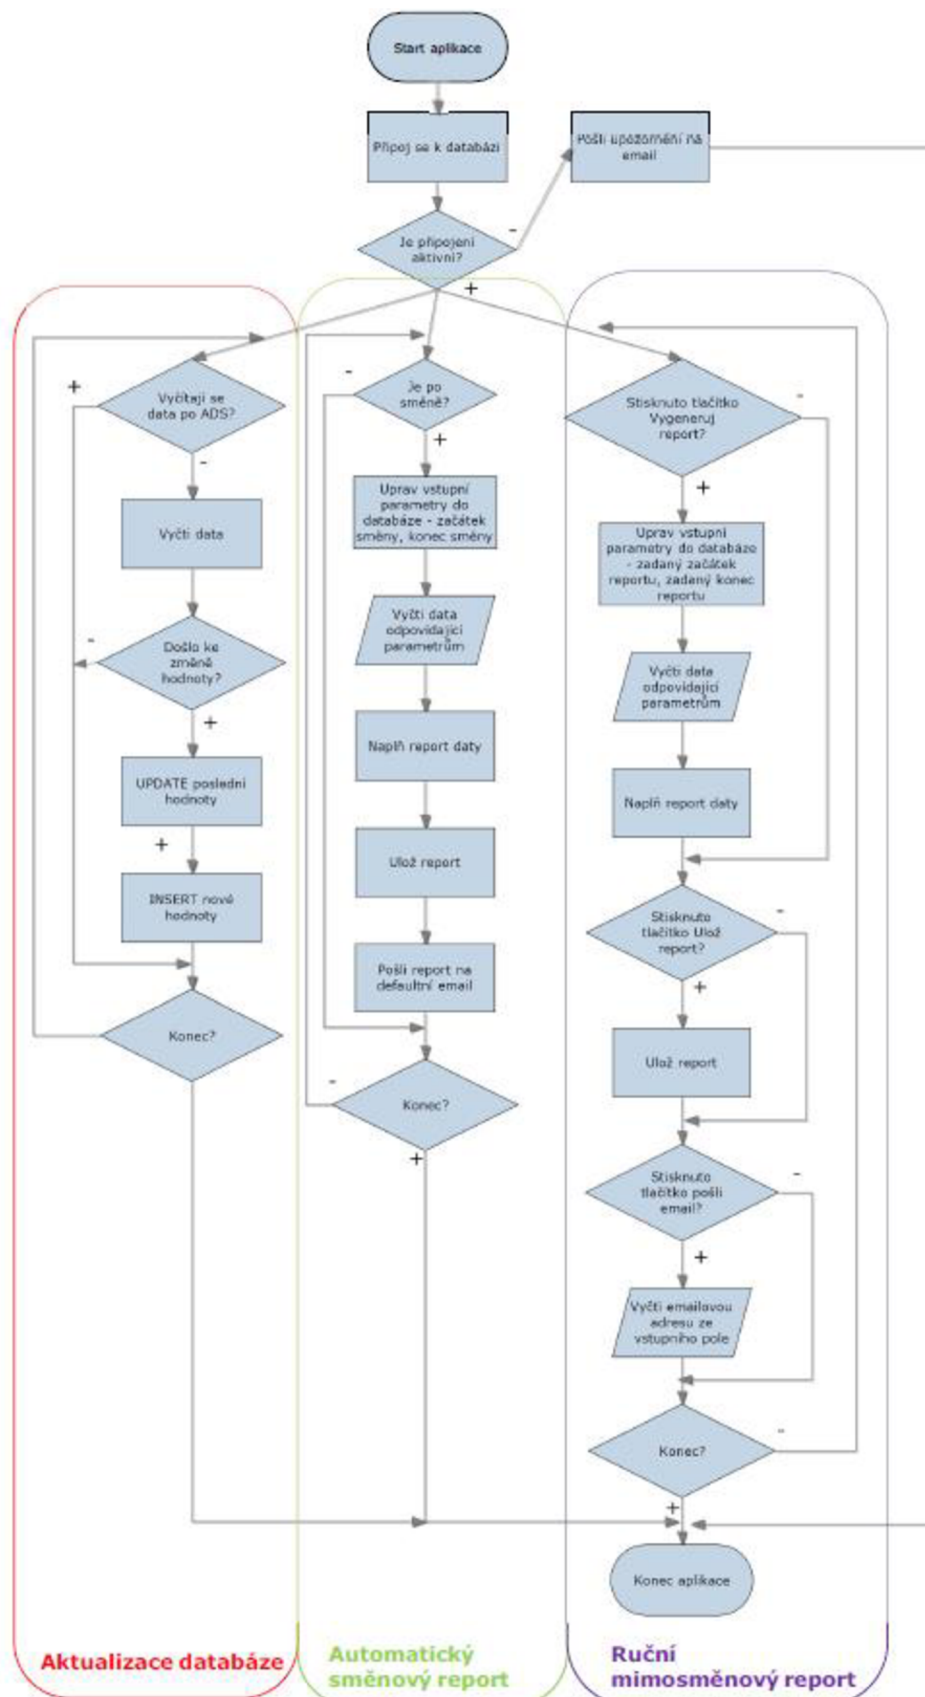 Start aplikace
Připoj se k databázi
Pošli upozornění na
email
Je připojení
aktivní?
-
+
Vyčítají se
data po ADS?
+
-
Vyčti data
Došlo ke
změně
hodnoty?
-
+
UPDATE poslední
hodnoty
+
INSERT nové
hodnoty
Konec?
Je po
směně?
-
+
Uprav vstupní
parametry do
databáze - začátek
směny, konec směny
Vyčti data
odpovídající
parametrům
Naplň report daty
Ulož report
Pošli report na
defaultní email
Konec?
-
+
Stisknuto tlačítko
Vygeneruj
report?
-
+
Uprav vstupní
parametry do databáze
- zadaný začátek
reportu, zadaný konec
reportu
Vyčti data
odpovídající
parametrům
Naplň report daty
Stisknuto
tlačítko Ulož
report?
-
+
Ulož report
Stisknuto
tlačítko pošli
email?
-
+
Vyčti emailovou
adresu ze
vstupního pole
Konec?
-
+
Konec aplikace
Aktualizace databáze
Automatický
směnový report
Ruční
mimosměnový report